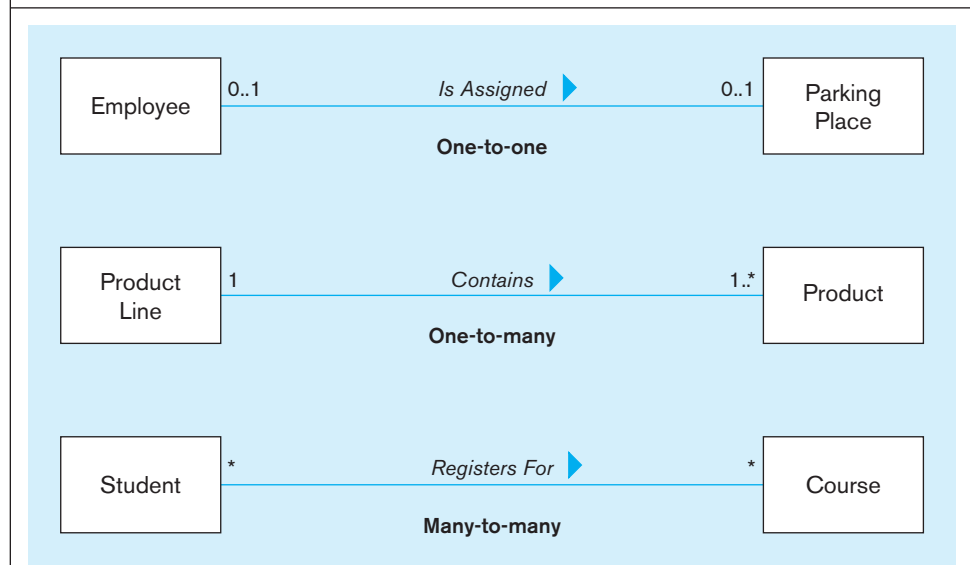 Employee
0..1
Is Assigned
0..1
Parking
Place
One-to-one
Product
Line
1
Contains
1..*
Product
One-to-many
Student
*
Registers For
*
Course
Many-to-many